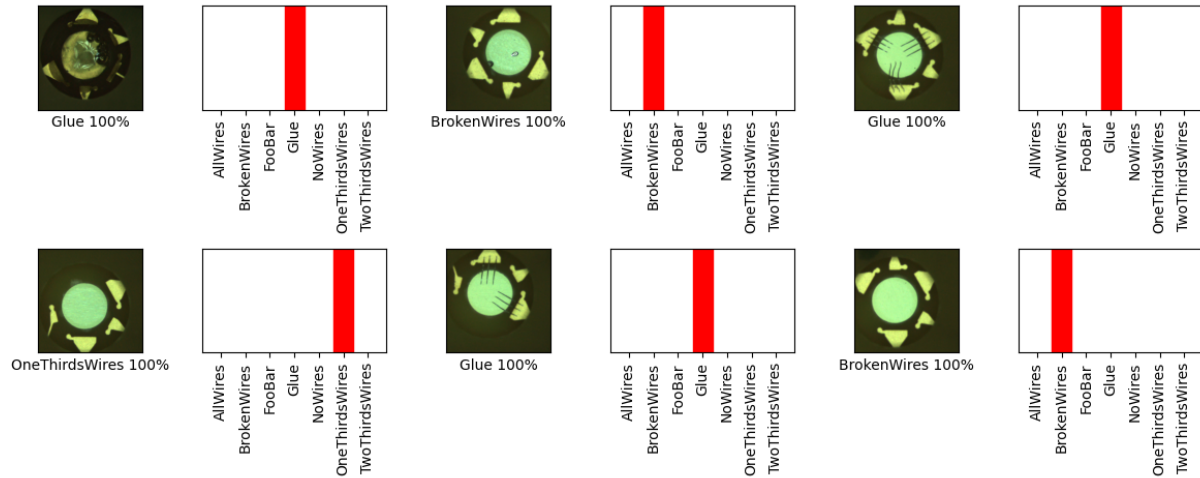 Glue 100%
AllWires
BrokenWires
FooBar
Glue
NoWires
OneThirdsWires
TwoThirdsWires
BrokenWires 100%
AllWires
BrokenWires
FooBar
Glue
NoWires
OneThirdsWires
TwoThirdsWires
Glue 100%
AllWires
BrokenWires
FooBar
Glue
NoWires
OneThirdsWires
TwoThirdsWires
OneThirdsWires 100%
AllWires
BrokenWires
FooBar
Glue
NoWires
OneThirdsWires
TwoThirdsWires
Glue 100%
AllWires
BrokenWires
FooBar
Glue
NoWires
OneThirdsWires
TwoThirdsWires
BrokenWires 100%
AllWires
BrokenWires
FooBar
Glue
NoWires
OneThirdsWires
TwoThirdsWires